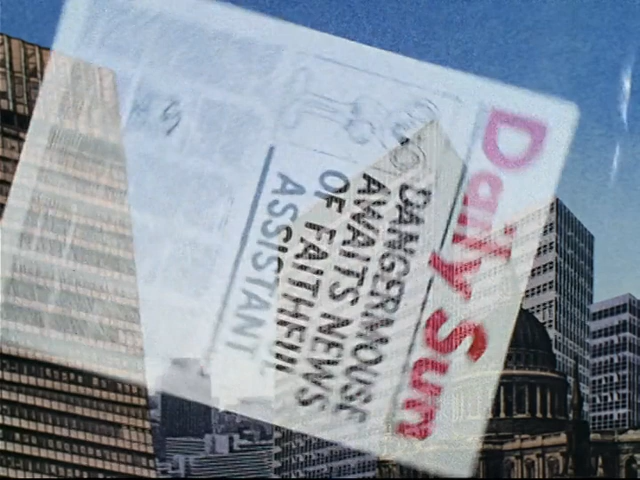 Daily Sun
DANGERMOUSE
AWAITS NEWS
OF FAITHFUL
ASSISTANT